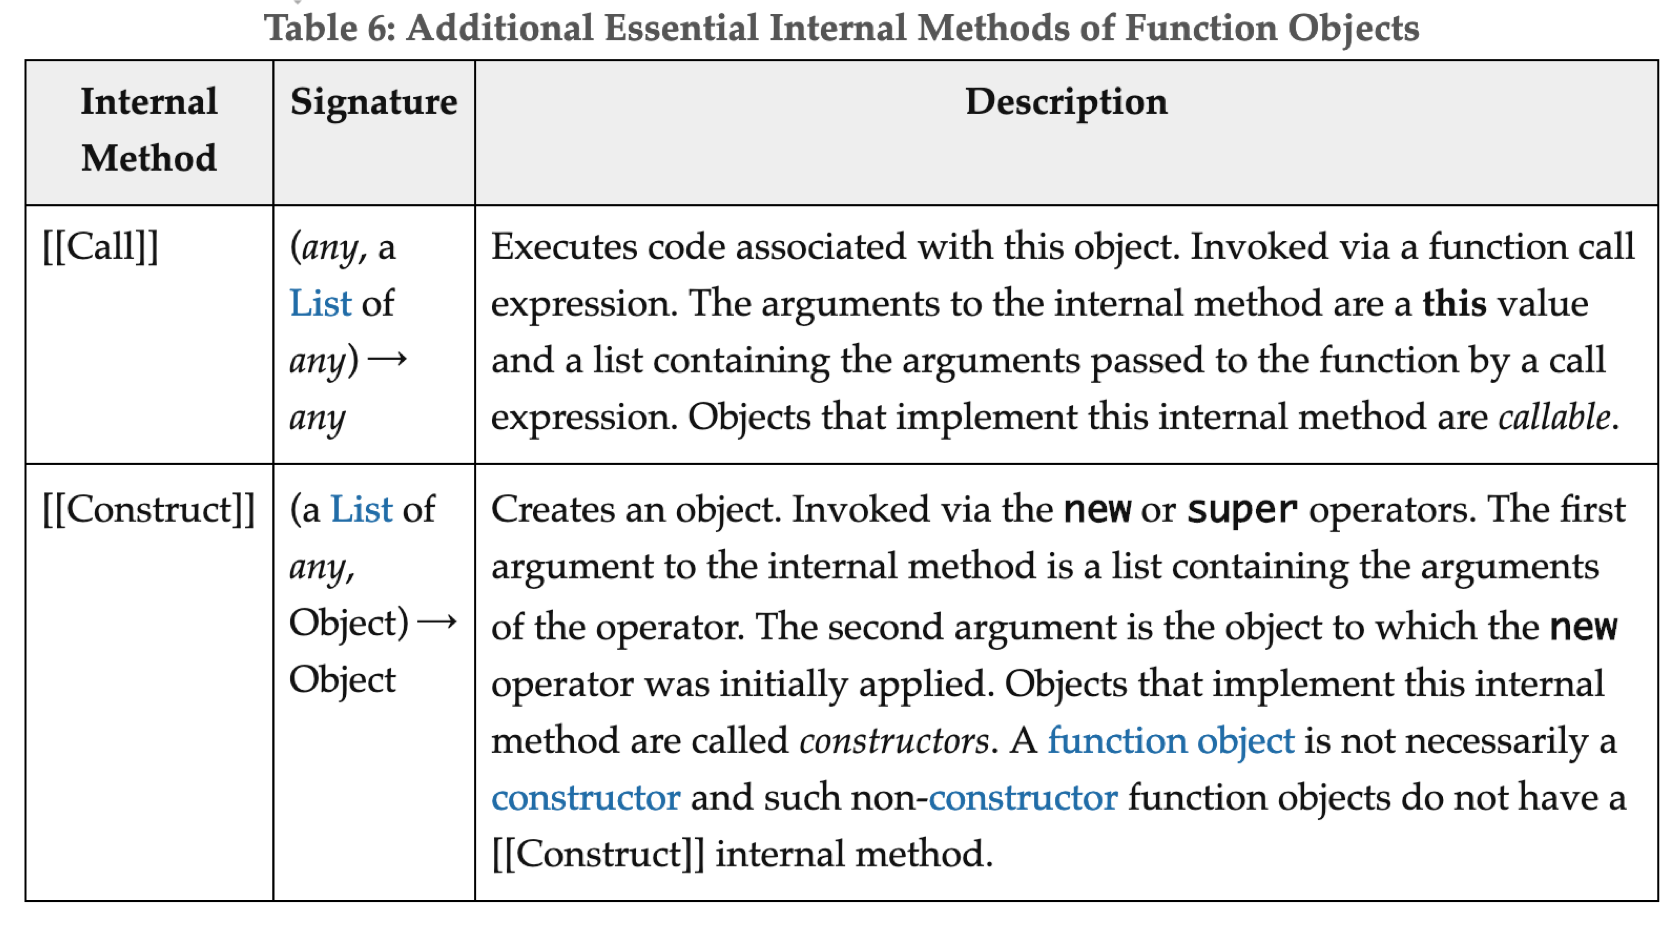 Table 6: Additional Essential Internal Methods of Function Objects
Internal
Method
Signature
Description
[[Call]]
(any, a
List of
any) →
any
Executes code associated with this object. Invoked via a function call
expression. The arguments to the internal method are a this value
and a list containing the arguments passed to the function by a call
expression. Objects that implement this internal method are callable.
[[Construct]]
(a List of
any,
Object) →
Object
Creates an object. Invoked via the new or super operators. The first
argument to the internal method is a list containing the arguments
of the operator. The second argument is the object to which the new
operator was initially applied. Objects that implement this internal
method are called constructors. A function object is not necessarily a
constructor and such non-constructor function objects do not have a
[[Construct]] internal method.